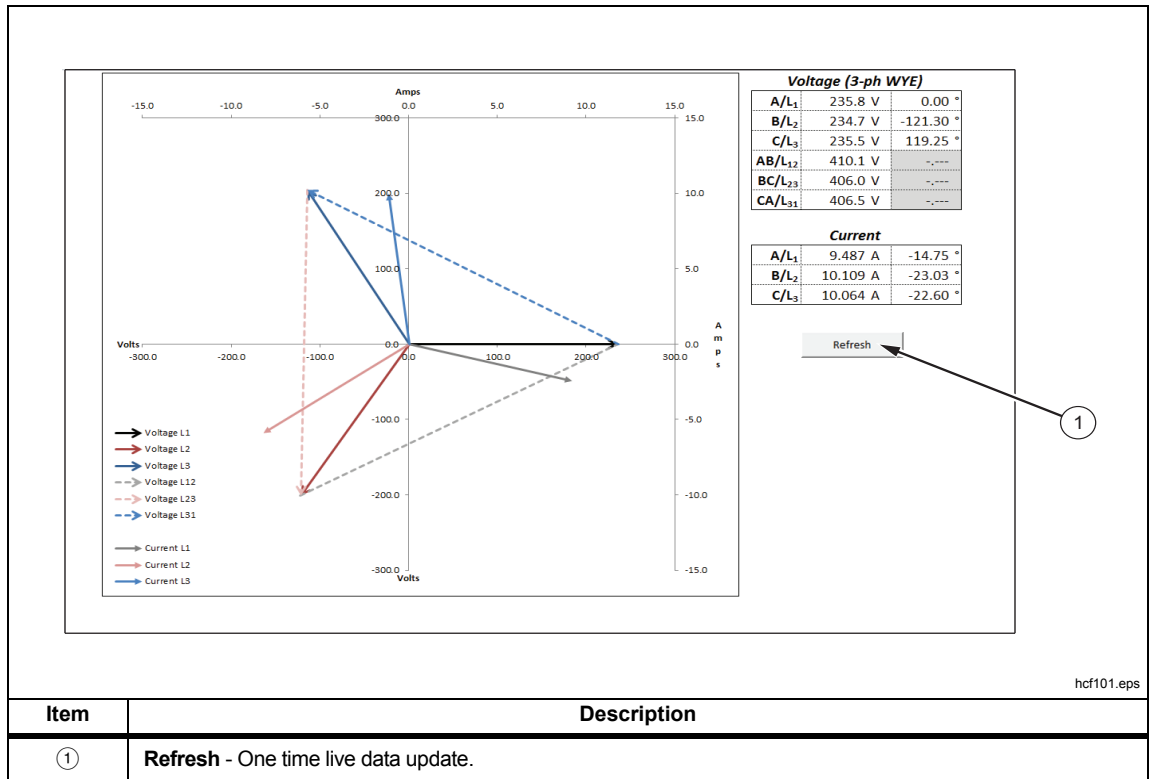 Amps
-15.0 -10.0 -5.0 0.0 5.0 10.0 15.0
300.0 15.0
200.0 10.0
100.0 5.0
Volts 0.0 0.0 Amps
-300.0 -200.0 -100.0 0.0 100.0 200.0 300.0
-100.0 -5.0
-200.0 -10.0
-300.0 -15.0
Volts
Voltage L1
Voltage L2
Voltage L3
Voltage L12
Voltage L23
Voltage L31
Current L1
Current L2
Current L3
Voltage (3-ph WYE)
A/L1 235.8 V 0.00 °
B/L2 234.7 V -121.30 °
C/L3 235.5 V 119.25 °
AB/L12 410.1 V -.---
BC/L23 406.0 V -.---
CA/L31 406.5 V -.---
Current
A/L1 9.487 A -14.75 °
B/L2 10.109 A -23.03 °
C/L3 10.064 A -22.60 °
Refresh
1
hcf101.eps
Item Description
① Refresh - One time live data update.